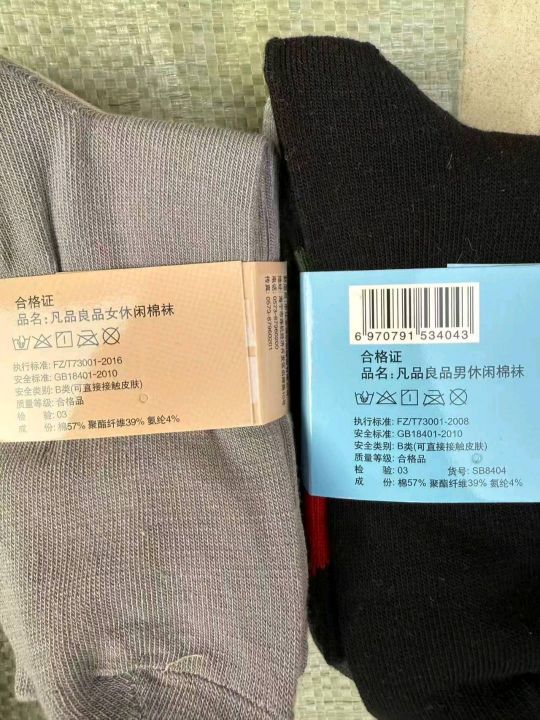 合格证
品名: 凡品良品女休闲棉袜
执行标准: FZ/T73001-2016
安全标准: GB18401-2010
安全类别: B类(可直接接触皮肤)
质量等级: 合格品
检 验: 03
成 份: 棉57% 聚酯纤维39% 氨纶4%
6 970791 534043
合格证
品名: 凡品良品男休闲棉袜
执行标准: FZ/T73001-2008
安全标准: GB18401-2010
安全类别: B类(可直接接触皮肤)
质量等级: 合格品
检 验: 03 货号: SB8404
成 份: 棉57% 聚酯纤维39% 氨纶4%